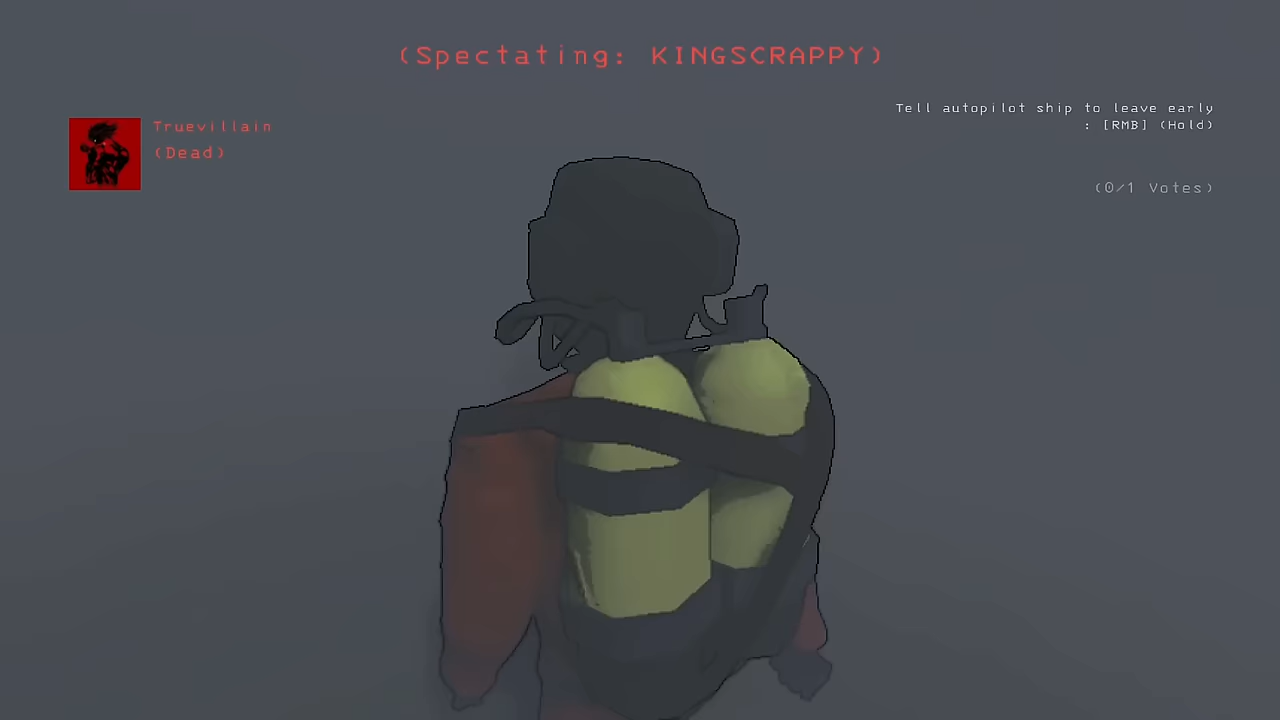 (Spectating: KINGSCRAPPY)
Truevillain
(Dead)
Tell autopilot ship to leave early
: [RMB] (Hold)
(0/1 Votes)